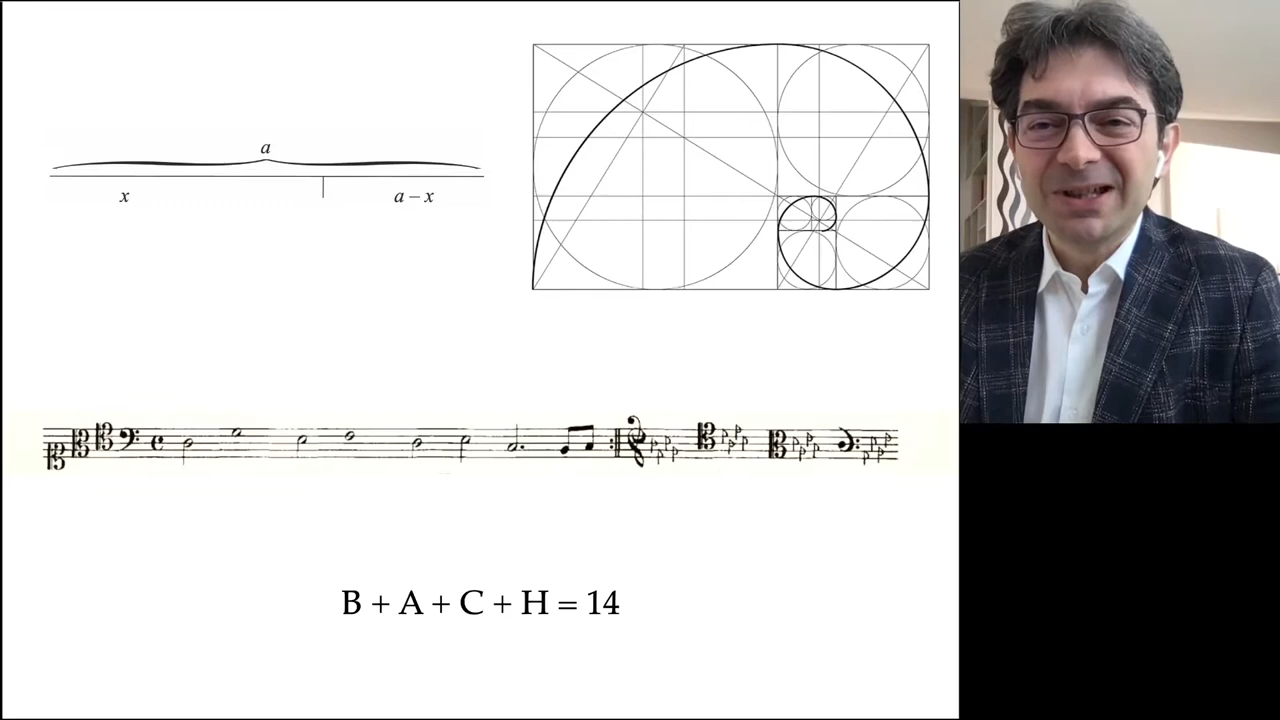 a
x
a – x
B + A + C + H = 14